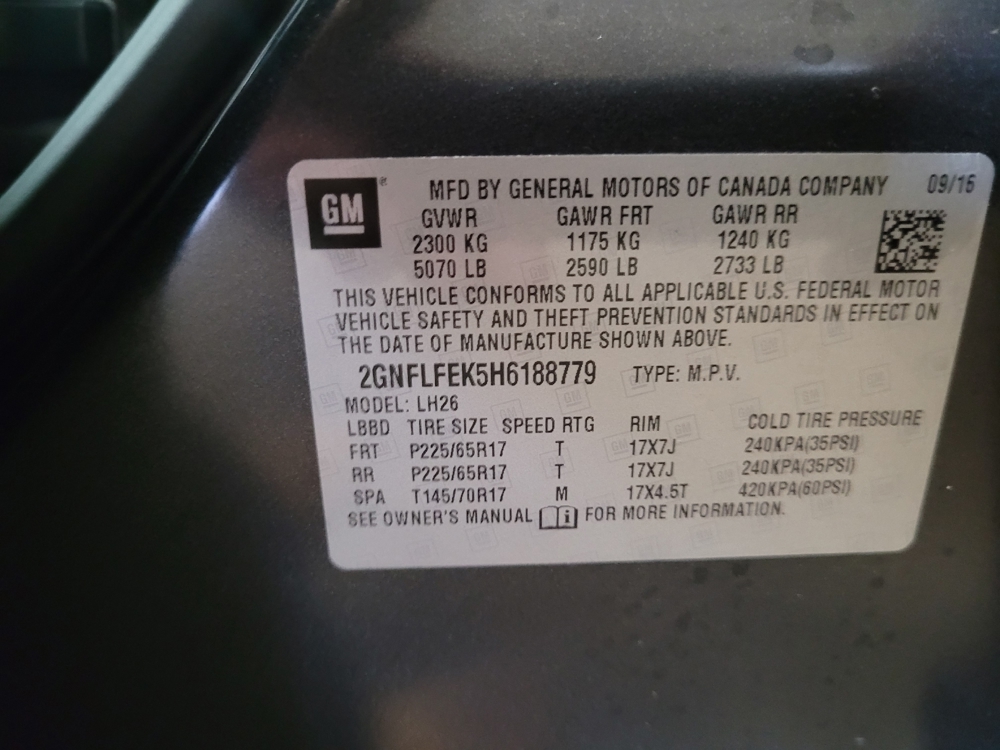 GM® MFD BY GENERAL MOTORS OF CANADA COMPANY 09/16
GVWR GAWR FRT GAWR RR
2300 KG 1175 KG 1240 KG
5070 LB 2590 LB 2733 LB
THIS VEHICLE CONFORMS TO ALL APPLICABLE U.S. FEDERAL MOTOR
VEHICLE SAFETY AND THEFT PREVENTION STANDARDS IN EFFECT ON
THE DATE OF MANUFACTURE SHOWN ABOVE.
2GNFLFEK5H6188779 TYPE: M.P.V.
MODEL: LH26
LBBD TIRE SIZE SPEED RTG RIM COLD TIRE PRESSURE
FRT P225/65R17 T 17X7J 240KPA(35PSI)
RR P225/65R17 T 17X7J 240KPA(35PSI)
SPA T145/70R17 M 17X4.5T 420KPA(60PSI)
SEE OWNER'S MANUAL i FOR MORE INFORMATION.